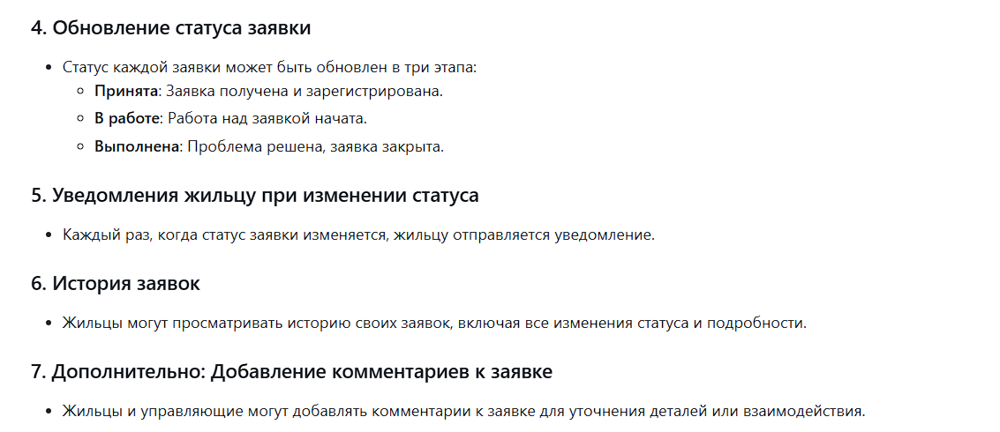 4. Обновление статуса заявки
• Статус каждой заявки может быть обновлен в три этапа:
◦ Принята: Заявка получена и зарегистрирована.
◦ В работе: Работа над заявкой начата.
◦ Выполнена: Проблема решена, заявка закрыта.
5. Уведомления жильцу при изменении статуса
• Каждый раз, когда статус заявки изменяется, жильцу отправляется уведомление.
6. История заявок
• Жильцы могут просматривать историю своих заявок, включая все изменения статуса и подробности.
7. Дополнительно: Добавление комментариев к заявке
• Жильцы и управляющие могут добавлять комментарии к заявке для уточнения деталей или взаимодействия.